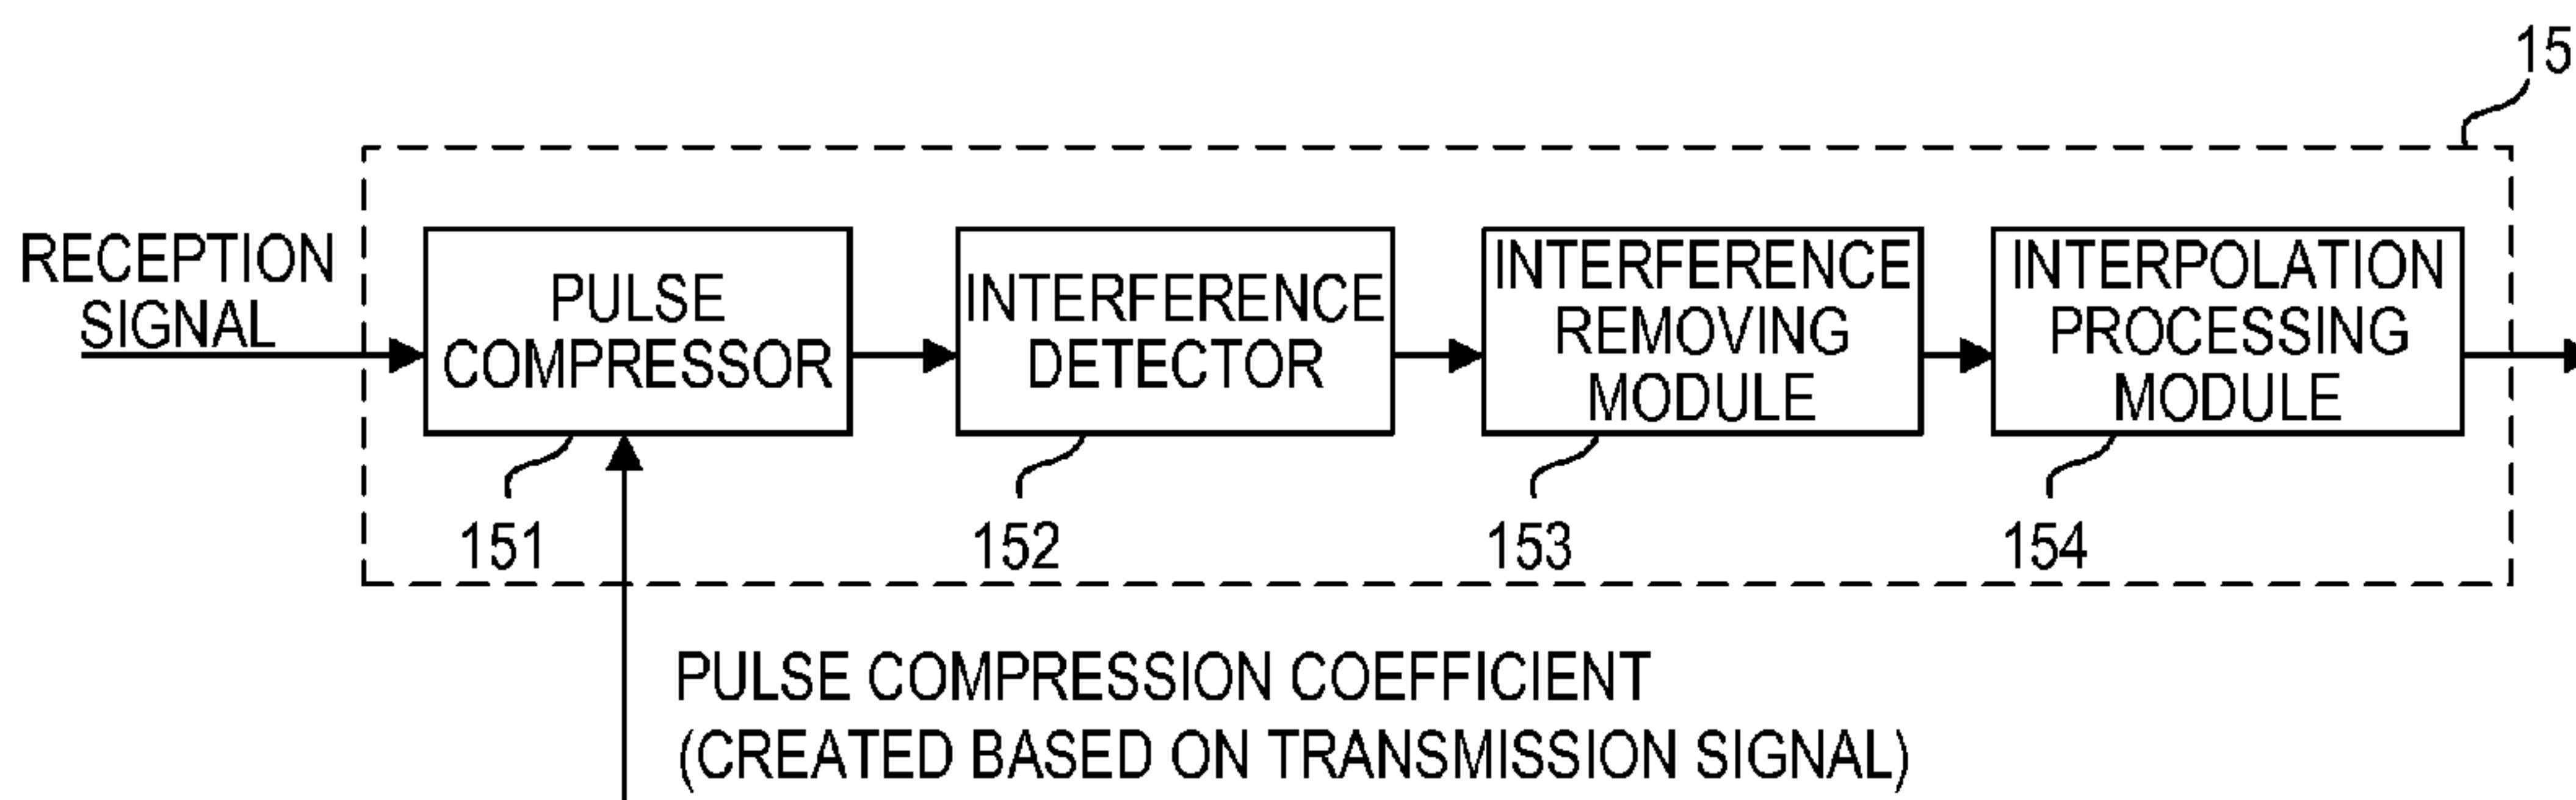 15
RECEPTION
SIGNAL
PULSE
COMPRESSOR
INTERFERENCE
DETECTOR
INTERFERENCE
REMOVING
MODULE
INTERPOLATION
PROCESSING
MODULE
151
152
153
154
PULSE COMPRESSION COEFFICIENT
(CREATED BASED ON TRANSMISSION SIGNAL)